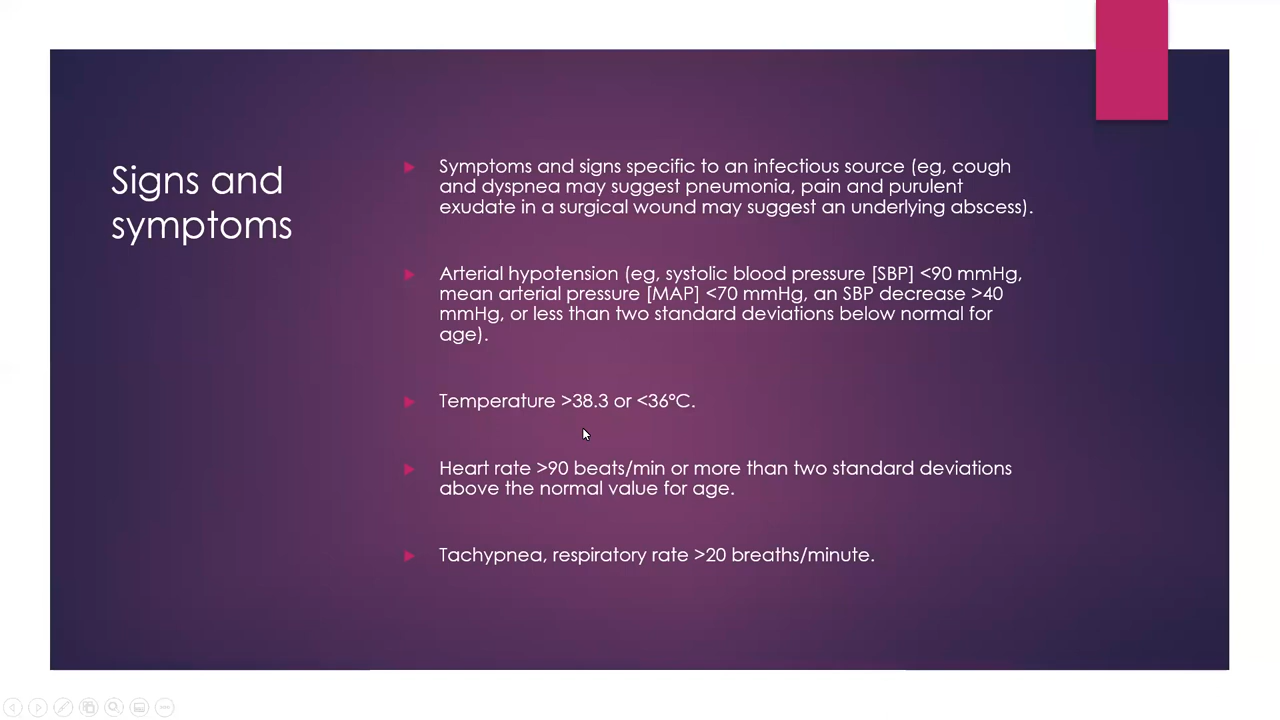 Signs and
symptoms
Symptoms and signs specific to an infectious source (eg, cough
and dyspnea may suggest pneumonia, pain and purulent
exudate in a surgical wound may suggest an underlying abscess).
Arterial hypotension (eg, systolic blood pressure [SBP] <90 mmHg,
mean arterial pressure [MAP] <70 mmHg, an SBP decrease >40
mmHg, or less than two standard deviations below normal for
age).
Temperature >38.3 or <36°C.
Heart rate >90 beats/min or more than two standard deviations
above the normal value for age.
Tachypnea, respiratory rate >20 breaths/minute.